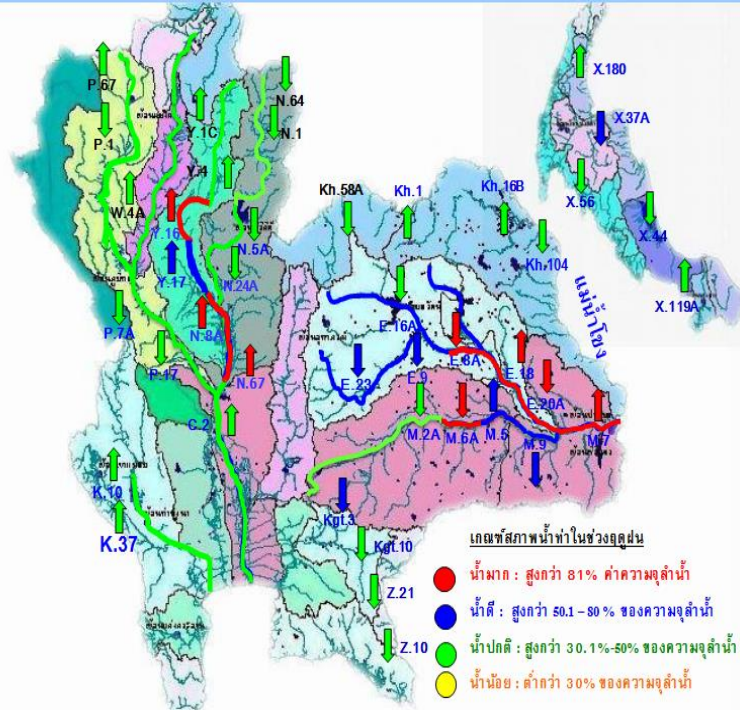 P.67
P.1
W.4A
Y.1C
Y.4
N.64
N.1
Y.16
Y.17
N.5A
N.24A
N.8A
N.67
P.7A
P.17
C.2
K.10
K.37
Kh.58A
Kh.1
Kh.16B
Kh.104
แม่น้ำโขง
E.16A
E.8A
E.23
E.9
E.18
E.20A
M.2A
M.6A
M.5
M.9
M.7
Kgt.3
Kgt.10
Z.21
Z.10
X.180
X.37A
X.56
X.44
X.119A
เกณฑ์สภาพน้ำท่าในช่วงฤดูฝน
น้ำมาก : สูงกว่า 81% ค่าความจุลำน้ำ
น้ำดี : สูงกว่า 50.1 - 80 % ของความจุลำน้ำ
น้ำปกติ : สูงกว่า 30.1%-50% ของความจุลำน้ำ
น้ำน้อย : ต่ำกว่า 30% ของความจุลำน้ำ